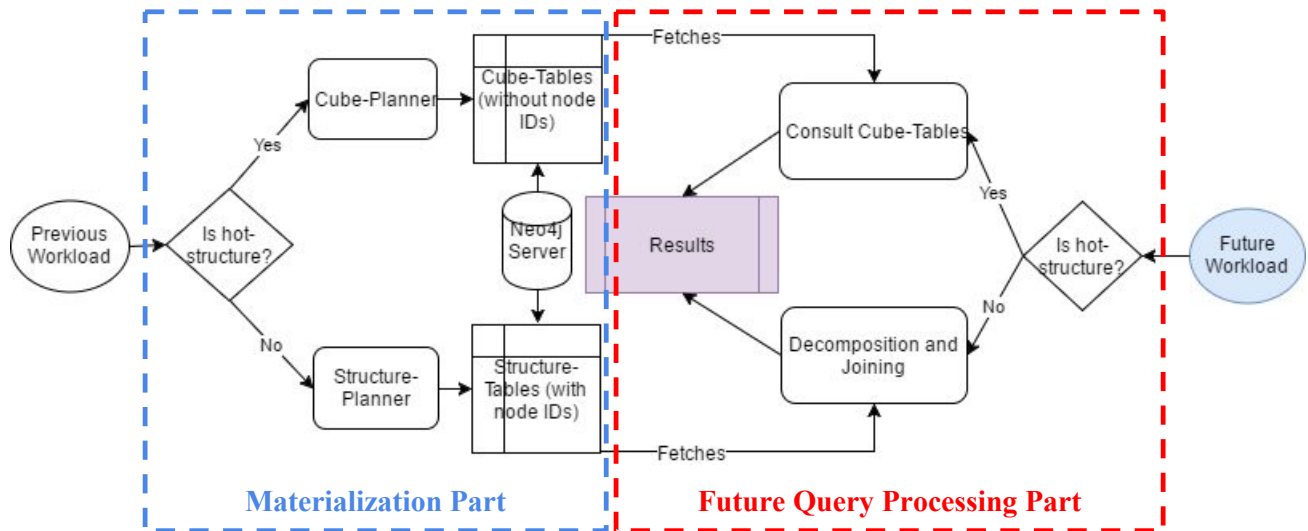 Fetches
Cube-Planner
Cube-Tables
(without node
IDs)
Consult Cube-Tables
Yes
Yes
Previous
Workload
Is hot-
structure?
Neo4j
Server
Results
Is hot-
structure?
Future
Workload
No
No
Structure-
Planner
Structure-
Tables (with
node IDs)
Decomposition and
Joining
Fetches
Materialization Part
Future Query Processing Part